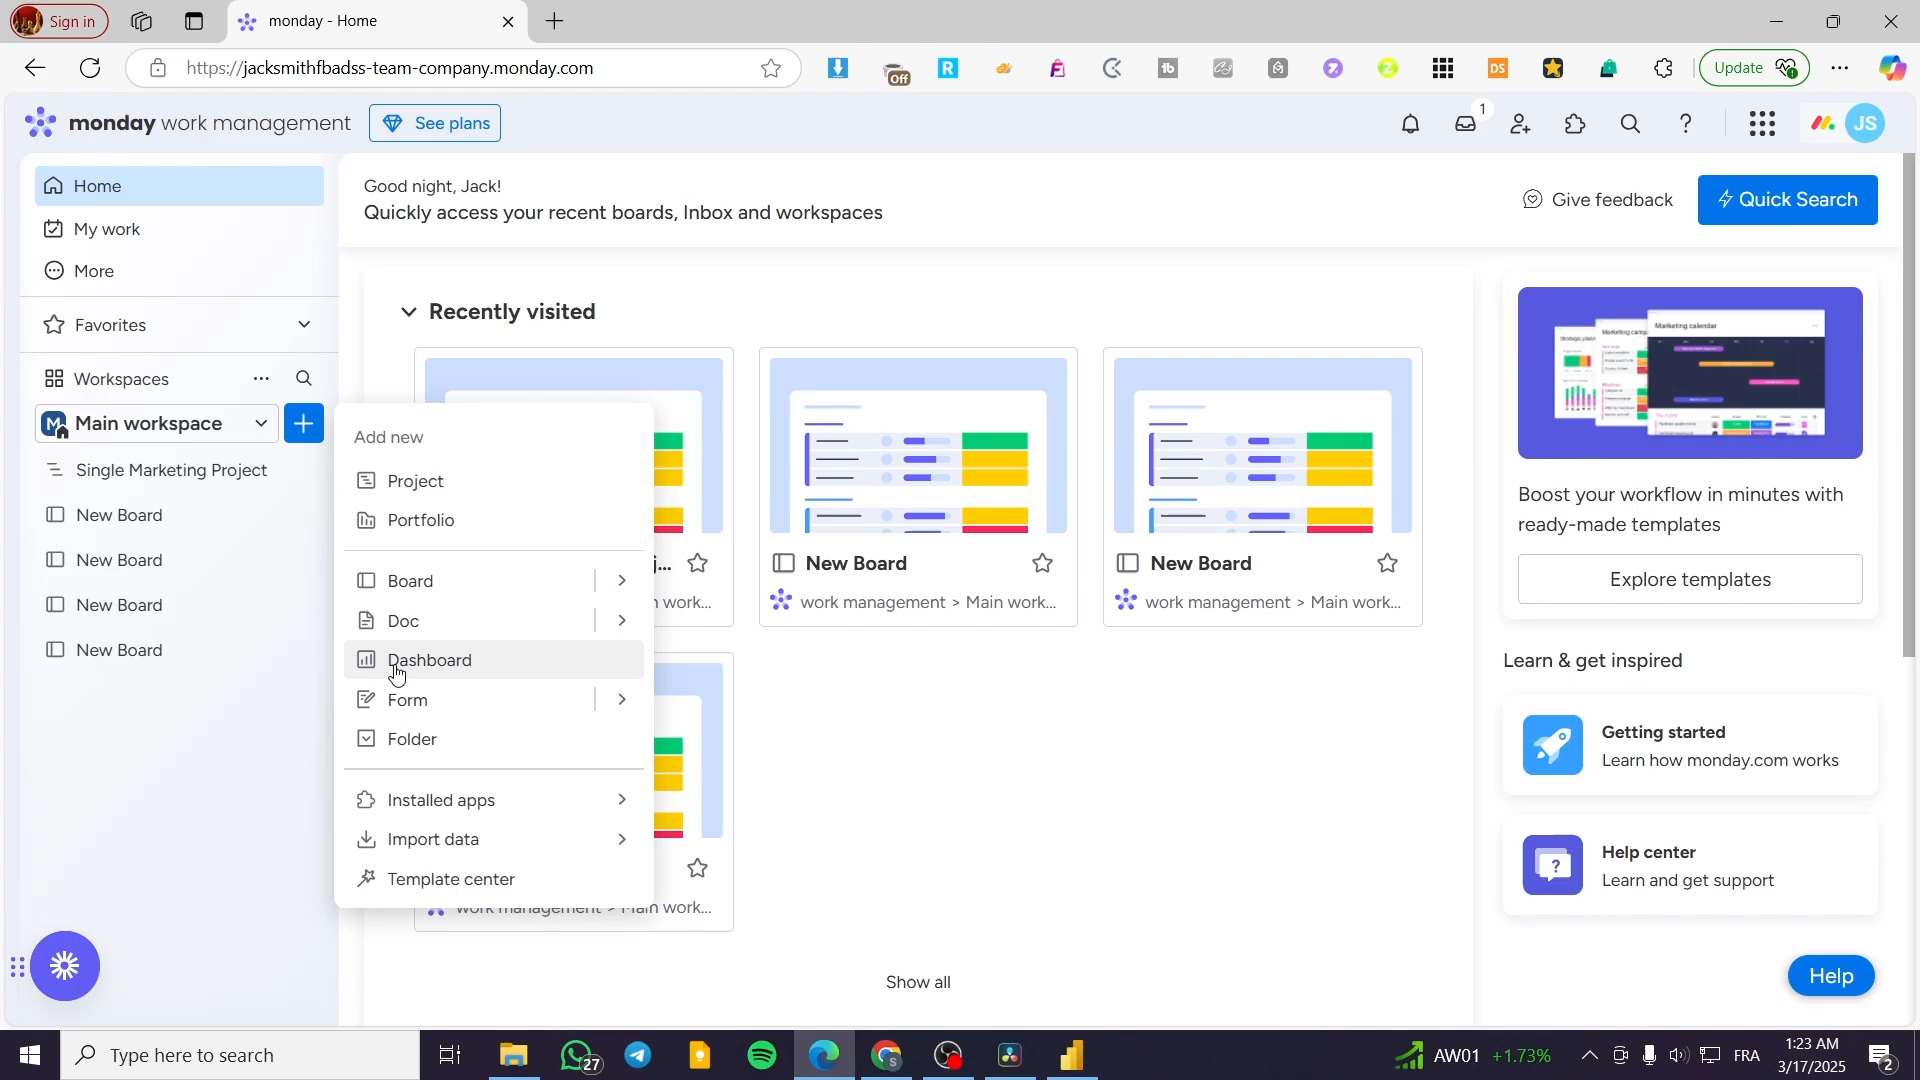 Sign in
monday - Home
https://jacksmithfbadss-team-company.monday.com
Off
R
tb
DS
Update
monday work management
See plans
1
JS
Home
My work
More
Favorites
Workspaces
M Main workspace
Single Marketing Project
New Board
New Board
New Board
New Board
Good night, Jack!
Quickly access your recent boards, Inbox and workspaces
Give feedback
Quick Search
Recently visited
Add new
Project
Portfolio
Board
Doc
Dashboard
Form
Folder
Installed apps
Import data
Template center
New Board
work management > Main work...
New Board
work management > Main work...
work management > Main work...
Show all
Marketing calendar
Boost your workflow in minutes with
ready-made templates
Explore templates
Learn & get inspired
Getting started
Learn how monday.com works
Help center
Learn and get support
Help
Type here to search
27
AW01 +1.73%
FRA
1:23 AM
3/17/2025
2